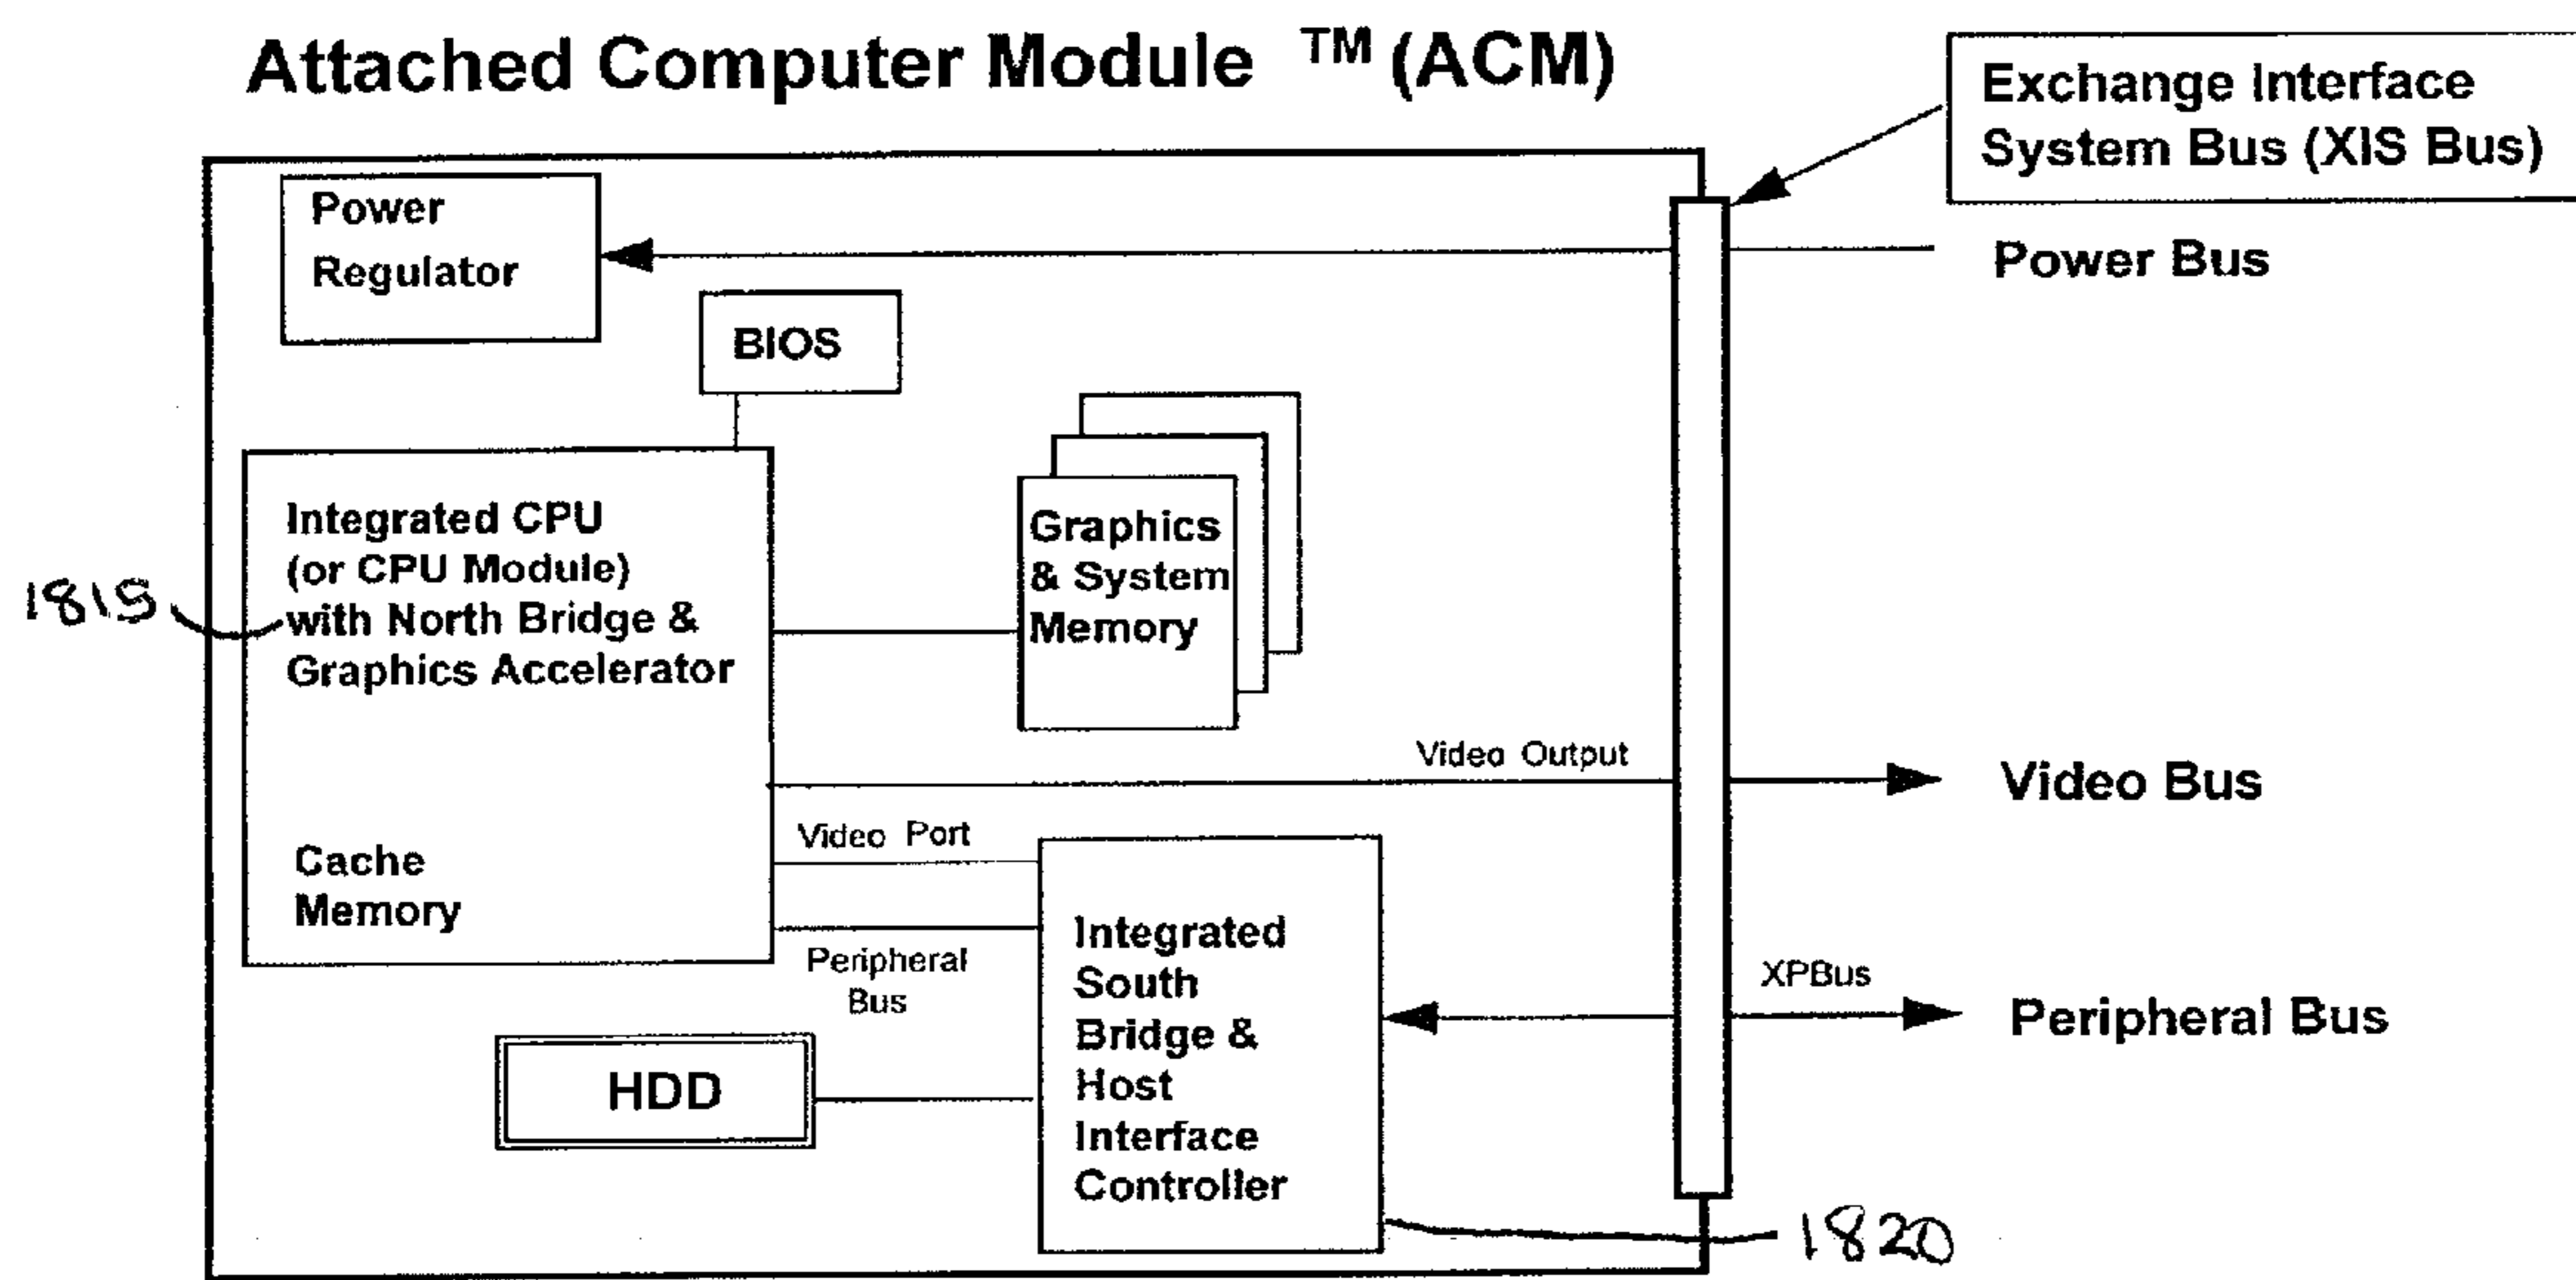 Attached Computer Module ™ (ACM)
Exchange Interface
System Bus (XIS Bus)
Power
Regulator
Power Bus
BIOS
Integrated CPU
(or CPU Module)
with North Bridge &
Graphics Accelerator
1815
Graphics
& System
Memory
Video Output
Video Bus
Cache
Memory
Video Port
Peripheral
Bus
Integrated
South
Bridge &
Host
Interface
Controller
XPBus
Peripheral Bus
HDD
1820